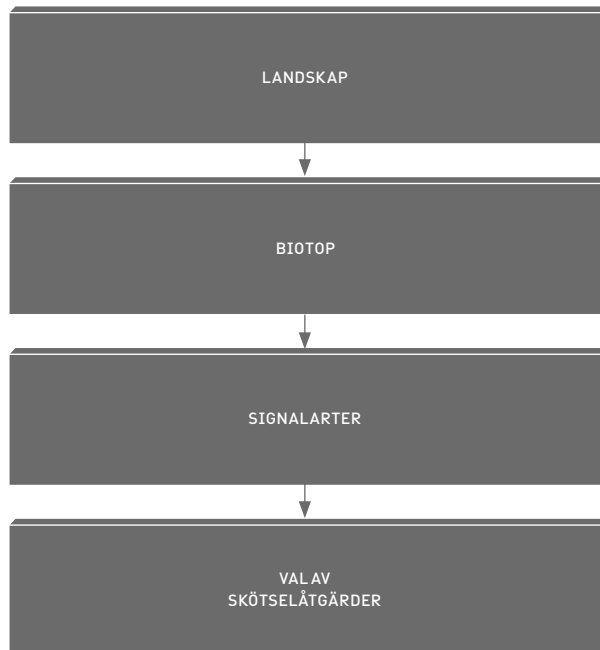 LANDSKAP
BIOTOP
SIGNALARTER
VAL AV
SKÖTSELÅTGÄRDER